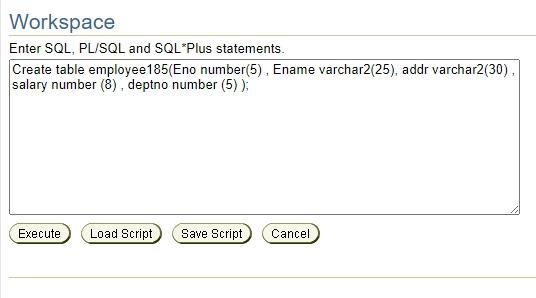 Workspace
Enter SQL, PL/SQL and SQL*Plus statements.
Create table employee185(Eno number(5) , Ename varchar2(25), addr varchar2(30) ,
salary number (8) , deptno number (5) );
Execute Load Script Save Script Cancel